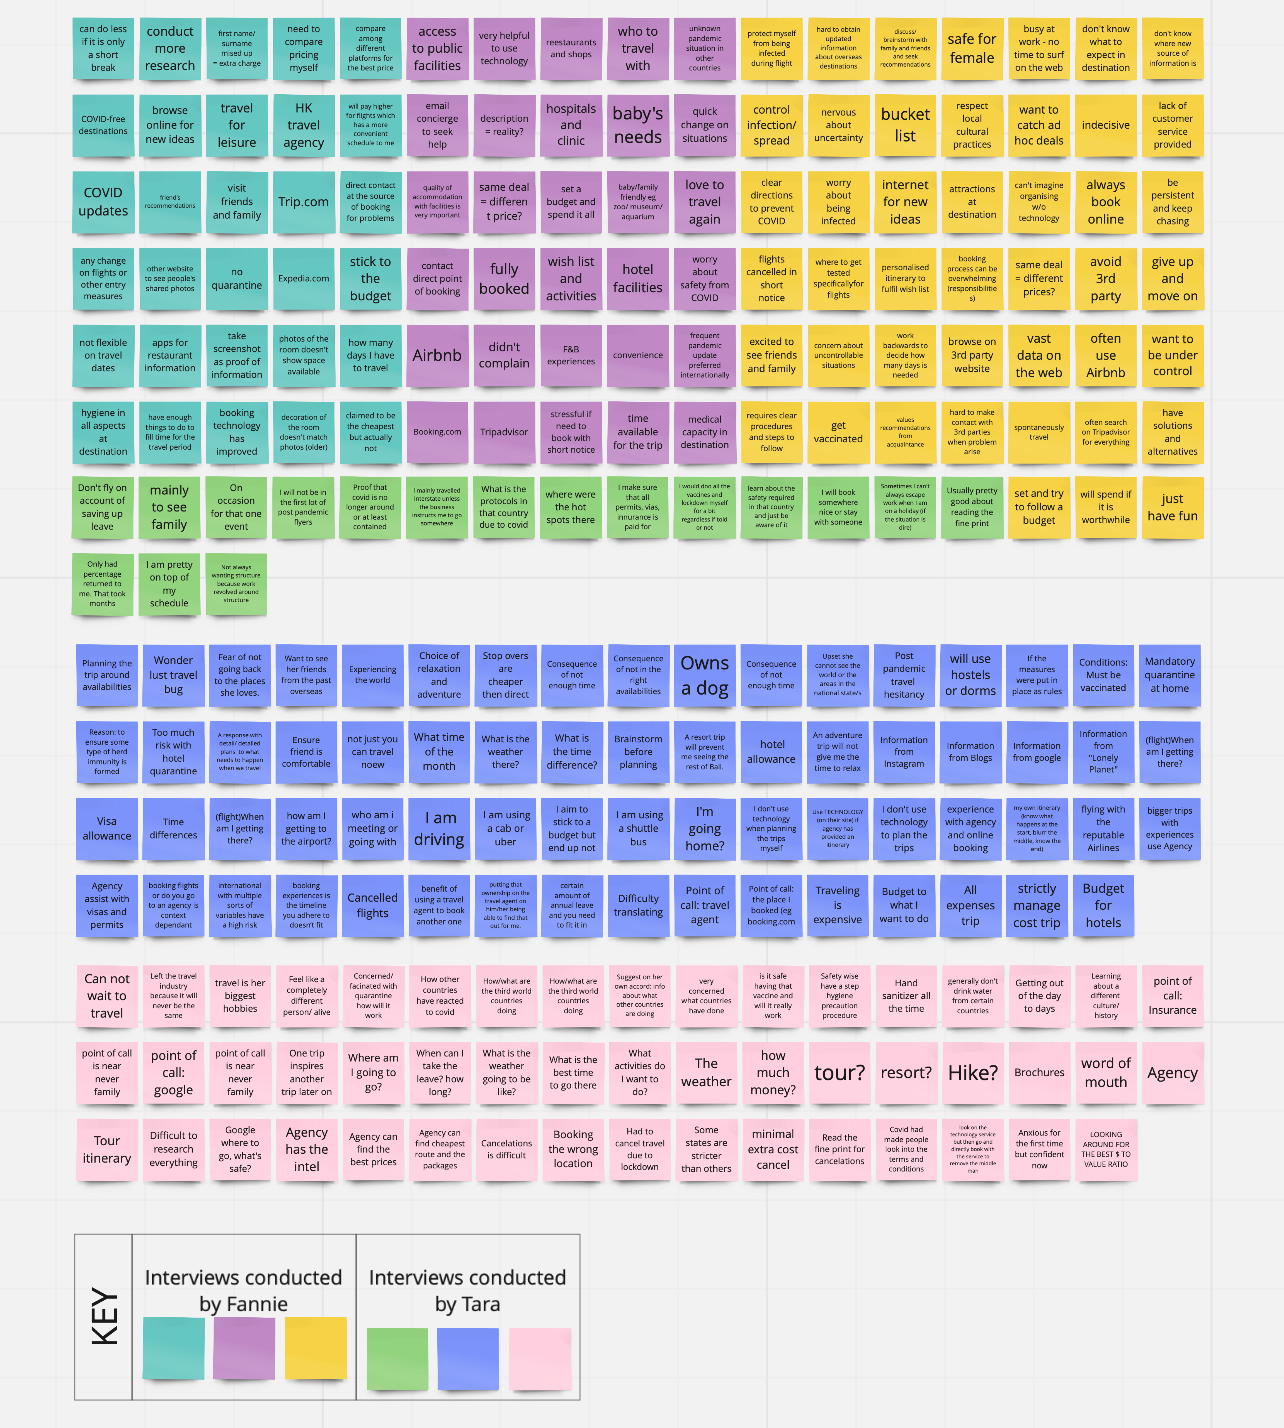 can do less
if it is only
a short
break
conduct
more
research
first name/
surname
mixed up
= extra charge
need to
compare
pricing
myself
compare
among
different
platforms for
the best price
access
to public
facilities
very helpful
to use
technology
reestaurants
and shops
who to
travel
with
unknown
pandemic
situation in
other
countries
protect myself
from being
infected
during flight
hard to obtain
updated
information
about overseas
destinations
discuss/
brainstorm with
family and friends
and seek
recommendations
safe for
female
busy at
work - no
time to surf
on the web
don't know
what to
expect in
destination
don't know
where new
source of
information is
COVID-free
destinations
browse
online for
new ideas
travel
for
leisure
HK
travel
agency
will pay higher
for flights which
has a more
convenient
schedule to me
email
concierge
to seek
help
description
= reality?
hospitals
and
clinic
baby's
needs
quick
change on
situations
control
infection/
spread
nervous
about
uncertainty
bucket
list
respect
local
cultural
practices
want to
catch ad
hoc deals
indecisive
lack of
customer
service
provided
COVID
updates
friend's
recommendations
visit
friends
and family
Trip.com
direct contact
at the source
of booking
for problems
quality of
accommodation
with facilities is
very important
same deal
= differen
t price?
set a
budget and
spend it all
baby/family
friendly eg
zoo/ museum/
aquarium
love to
travel
again
clear
directions
to prevent
COVID
worry
about
being
infected
internet
for new
ideas
attractions
at
destination
can't imagine
organising
w/o
technology
always
book
online
be
persistent
and keep
chasing
any change
on flights or
other entry
measures
other website
to see people's
shared photos
no
quarantine
Expedia.com
stick to
the
budget
contact
direct point
of booking
fully
booked
wish list
and
activities
hotel
facilities
worry
about
safety from
COVID
flights
cancelled in
short
notice
where to get
tested
specificallyfor
flights
personalised
itinerary to
fulfil wish list
booking
process can be
overwhelming
(responsibilitie
s)
same deal
= different
prices?
avoid
3rd
party
give up
and
move on
not flexible
on travel
dates
apps for
restaurant
information
take
screenshot
as proof of
information
photos of the
room doesn't
show space
available
how many
days I have
to travel
Airbnb
didn't
complain
F&B
experiences
convenience
frequent
pandemic
update
preferred
internationally
excited to
see friends
and family
concern about
uncontrollable
situations
work
backwards to
decide how
many days is
needed
browse on
3rd party
website
vast
data on
the web
often
use
Airbnb
want to
be under
control
hygiene in
all aspects
at
destination
have enough
things to do to
fill time for the
travel period
booking
technology
has
improved
decoration of
the room
doesn't match
photos (older)
claimed to be
the cheapest
but actually
not
Booking.com
Tripadvisor
stressful if
need to
book with
short notice
time
available
for the trip
medical
capacity in
destination
requires clear
procedures
and steps to
follow
get
vaccinated
values
recommendations
from
acquaintance
hard to make
contact with
3rd parties
when problem
arise
spontaneously
travel
often search
on Tripadvisor
for everything
have
solutions
and
alternatives
Don't fly on
account of
saving up
leave
mainly
to see
family
On
occasion
for that one
event
I will not be in
the first lot of
post pandemic
flyers
Proof that
covid is no
longer around
or at least
contained
I mainly travelled
interstate unless
the business
instructs me to go
somewhere
What is the
protocols in
that country
due to covid
where were
the hot
spots there
I make sure
that all
permits, vias,
innurance is
paid for
I would doo all the
vaccines and
lockdown myself
for a bit
regardless if told
or not
learn about the
safety required
in that country
and just be
aware of it
I will book
somewhere
nice or stay
with someone
Sometimes I can't
always escape
work when I am
on a holiday (if
the situation is
dire)
Usually pretty
good about
reading the
fine print
set and try
to follow a
budget
will spend if
it is
worthwhile
just
have fun
Only had
percentage
returned to
me. That took
months
I am pretty
on top of
my
schedule
Not always
wanting structure
because work
revolved around
structure
Planning the
trip around
availabilities
Wonder
lust travel
bug
Fear of not
going back
to the places
she loves.
Want to see
her friends
from the past
overseas
Experiencing
the world
Choice of
relaxation
and
adventure
Stop overs
are
cheaper
then direct
Consequence
of not
enough time
Consequence
of not in the
right
availabilities
Owns
a dog
Consequence
of not
enough time
Upset she
cannot see the
world or the
areas in the
national state/s
Post
pandemic
travel
hesitancy
will use
hostels
or dorms
If the
measures
were put in
place as rules
Conditions:
Must be
vaccinated
Mandatory
quarantine
at home
Reason: to
ensure some
type of herd
immunity is
formed
Too much
risk with
hotel
quarantine
A response with
detail/ detailed
plans to what
needs to happen
when we travel
Ensure
friend is
comfortable
not just you
can travel
noew
What time
of the
month
What is the
weather
there?
What is
the time
difference?
Brainstorm
before
planning
A resort trip
will prevent
me seeing the
rest of Bali.
hotel
allowance
An adventure
trip will not
give me the
time to relax
Information
from
Instagram
Information
from Blogs
Information
from google
Information
from
"Lonely
Planet"
(flight)When
am I getting
there?
Visa
allowance
Time
differences
(flight)When
am I getting
there?
how am I
getting to
the airport?
who am i
meeting or
going with
I am
driving
I am using
a cab or
uber
I aim to
stick to a
budget but
end up not
I am using
a shuttle
bus
I'm
going
home?
I don't use
technology
when planning
the trips
myself
Use TECHNOLOGY
(on their site) if
agency has
provided an
itinerary
I don't use
technology
to plan the
trips
experience
with agency
and online
booking
my own itinerary
(know what
happens at the
start, blurr the
middle, know the
end)
flying with
the
reputable
Airlines
bigger trips
with
experiences
use Agency
Agency
assist with
visas and
permits
booking flights
or do you go
to an agency is
context
dependant
international
with multiple
sorts of
variables have
a high risk
booking
experiences is
the timeline
you adhere to
doesn't fit
Cancelled
flights
benefit of
using a travel
agent to book
another one
putting that
ownership on the
travel agent on
him/her being
able to find that
out for me.
certain
amount of
annual leave
and you need
to fit it in
Difficulty
translating
Point of
call: travel
agent
Point of call:
the place I
booked (eg
booking.com
Traveling
is
expensive
Budget to
what I
want to do
All
expenses
trip
strictly
manage
cost trip
Budget
for
hotels
Can not
wait to
travel
Left the travel
industry
because it will
never be the
same
travel is her
biggest
hobbies
Feel like a
completely
different
person/ alive
Concerned/
facinated with
quarantine
how will it
work
How other
countries
have reacted
to covid
How/what are
the third world
countries
doing
How/what are
the third world
countries
doing
Suggest on her
own accord: info
about what
other countries
are doing
very
concerned
what countries
have done
is it safe
having that
vaccine and
will it really
work
Safety wise
have a step
hygiene
precaution
procedure
Hand
sanitizer all
the time
generally don't
drink water
from certain
countries
Getting out
of the day
to days
Learning
about a
different
culture/
history
point of
call:
Insurance
point of call
is near
never
family
point of
call:
google
point of call
is near
never
family
One trip
inspires
another
trip later on
Where am
I going to
go?
When can I
take the
leave? how
long?
What is the
weather
going to be
like?
What is the
best time
to go there
What
activities do
I want to
do?
The
weather
how
much
money?
tour?
resort?
Hike?
Brochures
word of
mouth
Agency
Tour
itinerary
Difficult to
research
everything
Google
where to
go, what's
safe?
Agency
has the
intel
Agency can
find the
best prices
Agency can
find cheapest
route and the
packages
Cancelations
is difficult
Booking
the wrong
location
Had to
cancel travel
due to
lockdown
Some
states are
stricter
than others
minimal
extra cost
cancel
Read the
fine print for
cancelations
Covid had
made people
look into the
terms and
conditions
look on the
technology service
but then go and
directly book with
the service to
remove the middle
man
Anxious for
the first time
but confident
now
LOOKING
AROUND FOR
THE BEST $ TO
VALUE RATIO
KEY
Interviews conducted
by Fannie
Interviews conducted
by Tara